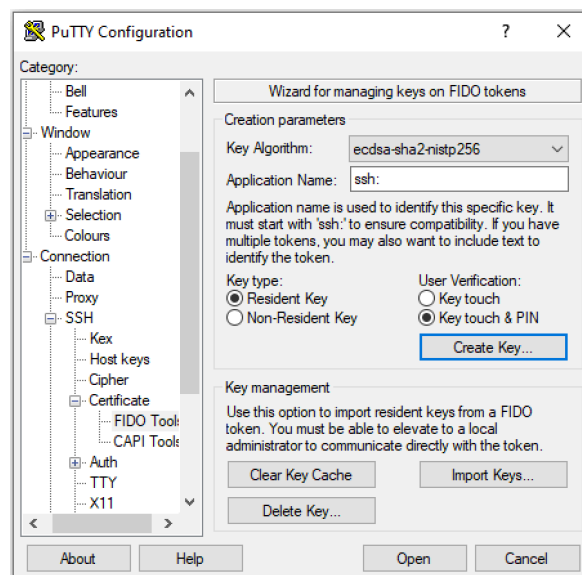 PuTTY Configuration
?
Category:
Bell
Features
Window
Appearance
Behaviour
Translation
Selection
Colours
Connection
Data
Proxy
SSH
Kex
Host keys
Cipher
Certificate
FIDO Tools
CAPI Tools
Auth
TTY
X11
Wizard for managing keys on FIDO tokens
Creation parameters
Key Algorithm: ecdsa-sha2-nistp256
Application Name: ssh:
Application name is used to identify this specific key. It
must start with 'ssh:' to ensure compatibility. If you have
multiple tokens, you may also want to include text to
identify the token.
Key type: User Verification:
Resident Key Key touch
Non-Resident Key Key touch & PIN
Create Key...
Key management
Use this option to import resident keys from a FIDO
token. You must be able to elevate to a local
administrator to communicate directly with the token.
Clear Key Cache Import Keys...
Delete Key...
About Help Open Cancel